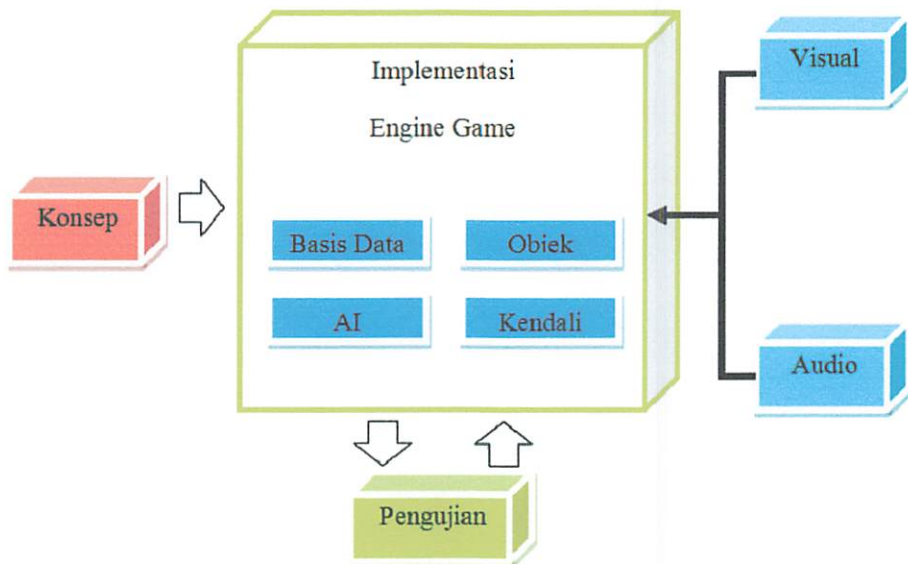 Implementasi
Engine Game
Visual
Konsep
Basis Data
Obiek
AI
Kendali
Audio
Pengujian